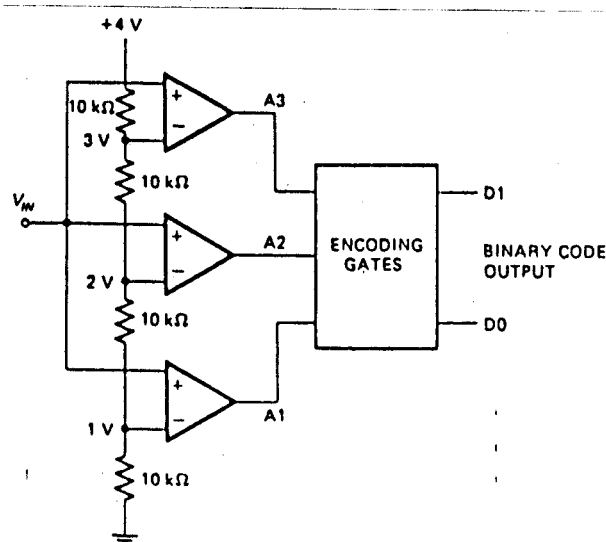 +4 V
10 kΩ
+
−
A3
3 V
10 kΩ
D1
V_IN
+
A2
ENCODING
GATES
BINARY CODE
OUTPUT
−
2 V
10 kΩ
D0
+
−
A1
1 V
10 kΩ